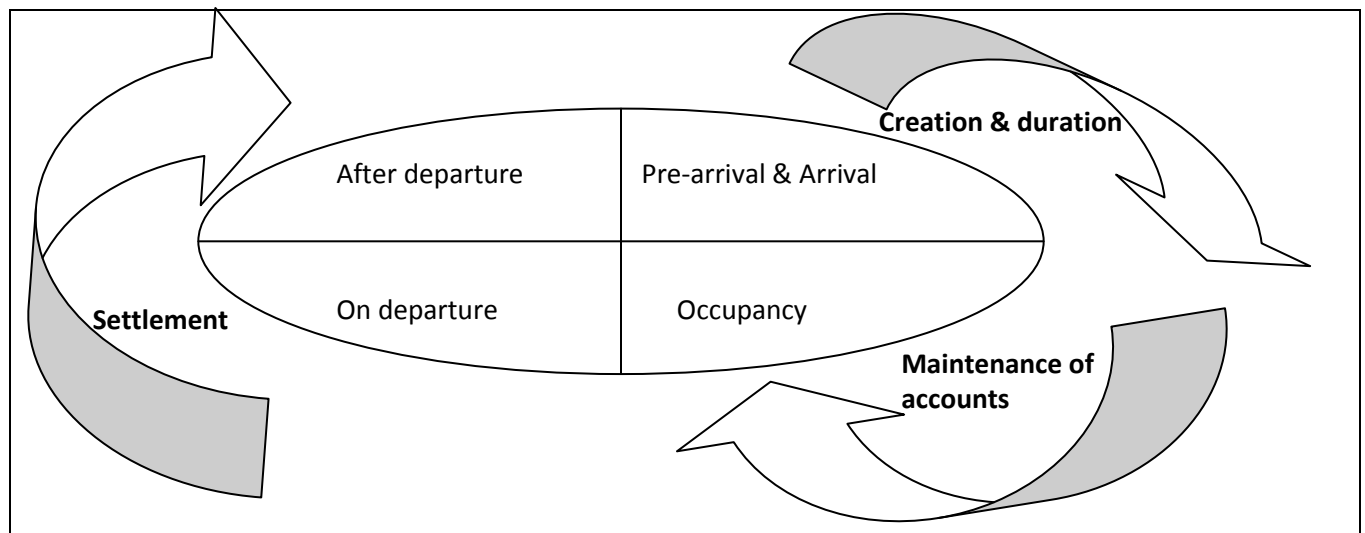 Creation & duration
After departure
Pre-arrival & Arrival
Settlement
On departure
Occupancy
Maintenance of
accounts